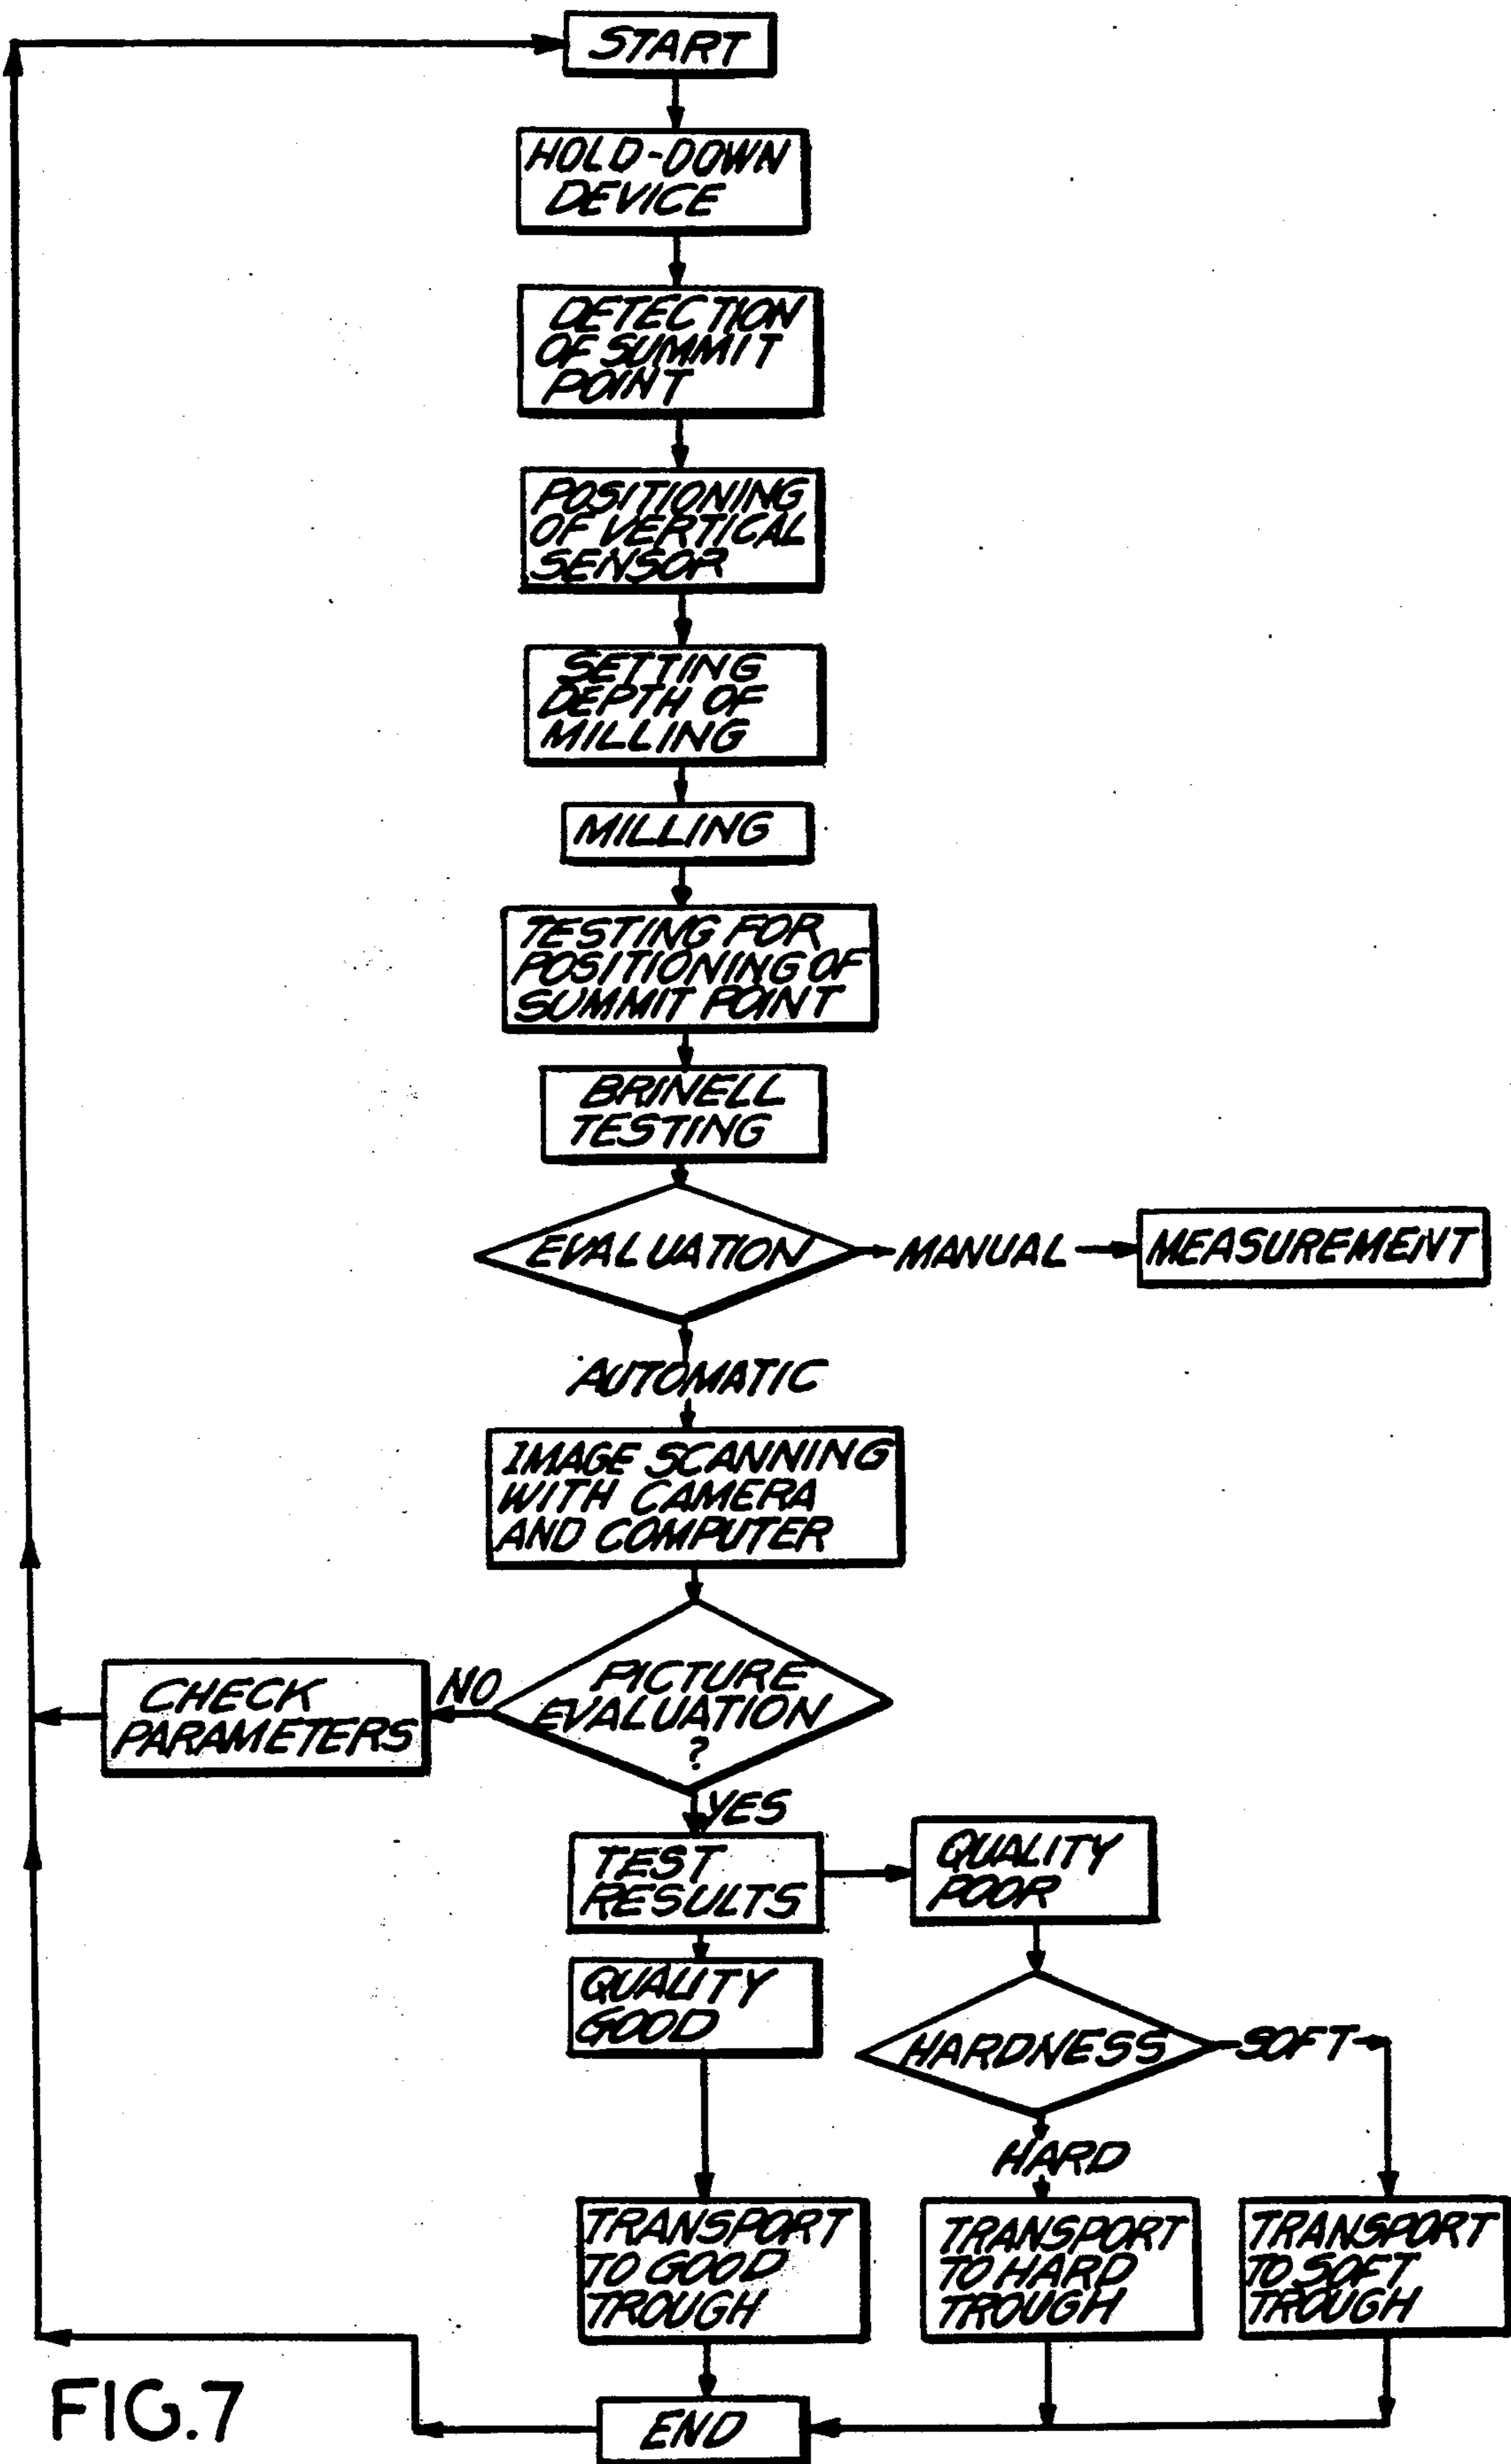 START
HOLD-DOWN
DEVICE
DETECTION
OF SUMMIT
POINT
POSITIONING
OF VERTICAL
SENSOR
SETTING
DEPTH OF
MILLING
MILLING
TESTING FOR
POSITIONING OF
SUMMIT POINT
BRINELL
TESTING
EVALUATION
MANUAL
MEASUREMENT
AUTOMATIC
IMAGE SCANNING
WITH CAMERA
AND COMPUTER
PICTURE
EVALUATION
?
NO
CHECK
PARAMETERS
YES
TEST
RESULTS
QUALITY
POOR
QUALITY
GOOD
HARDNESS
SOFT
HARD
TRANSPORT
TO GOOD
TROUGH
TRANSPORT
TO HARD
TROUGH
TRANSPORT
TO SOFT
TROUGH
END
FIG.7